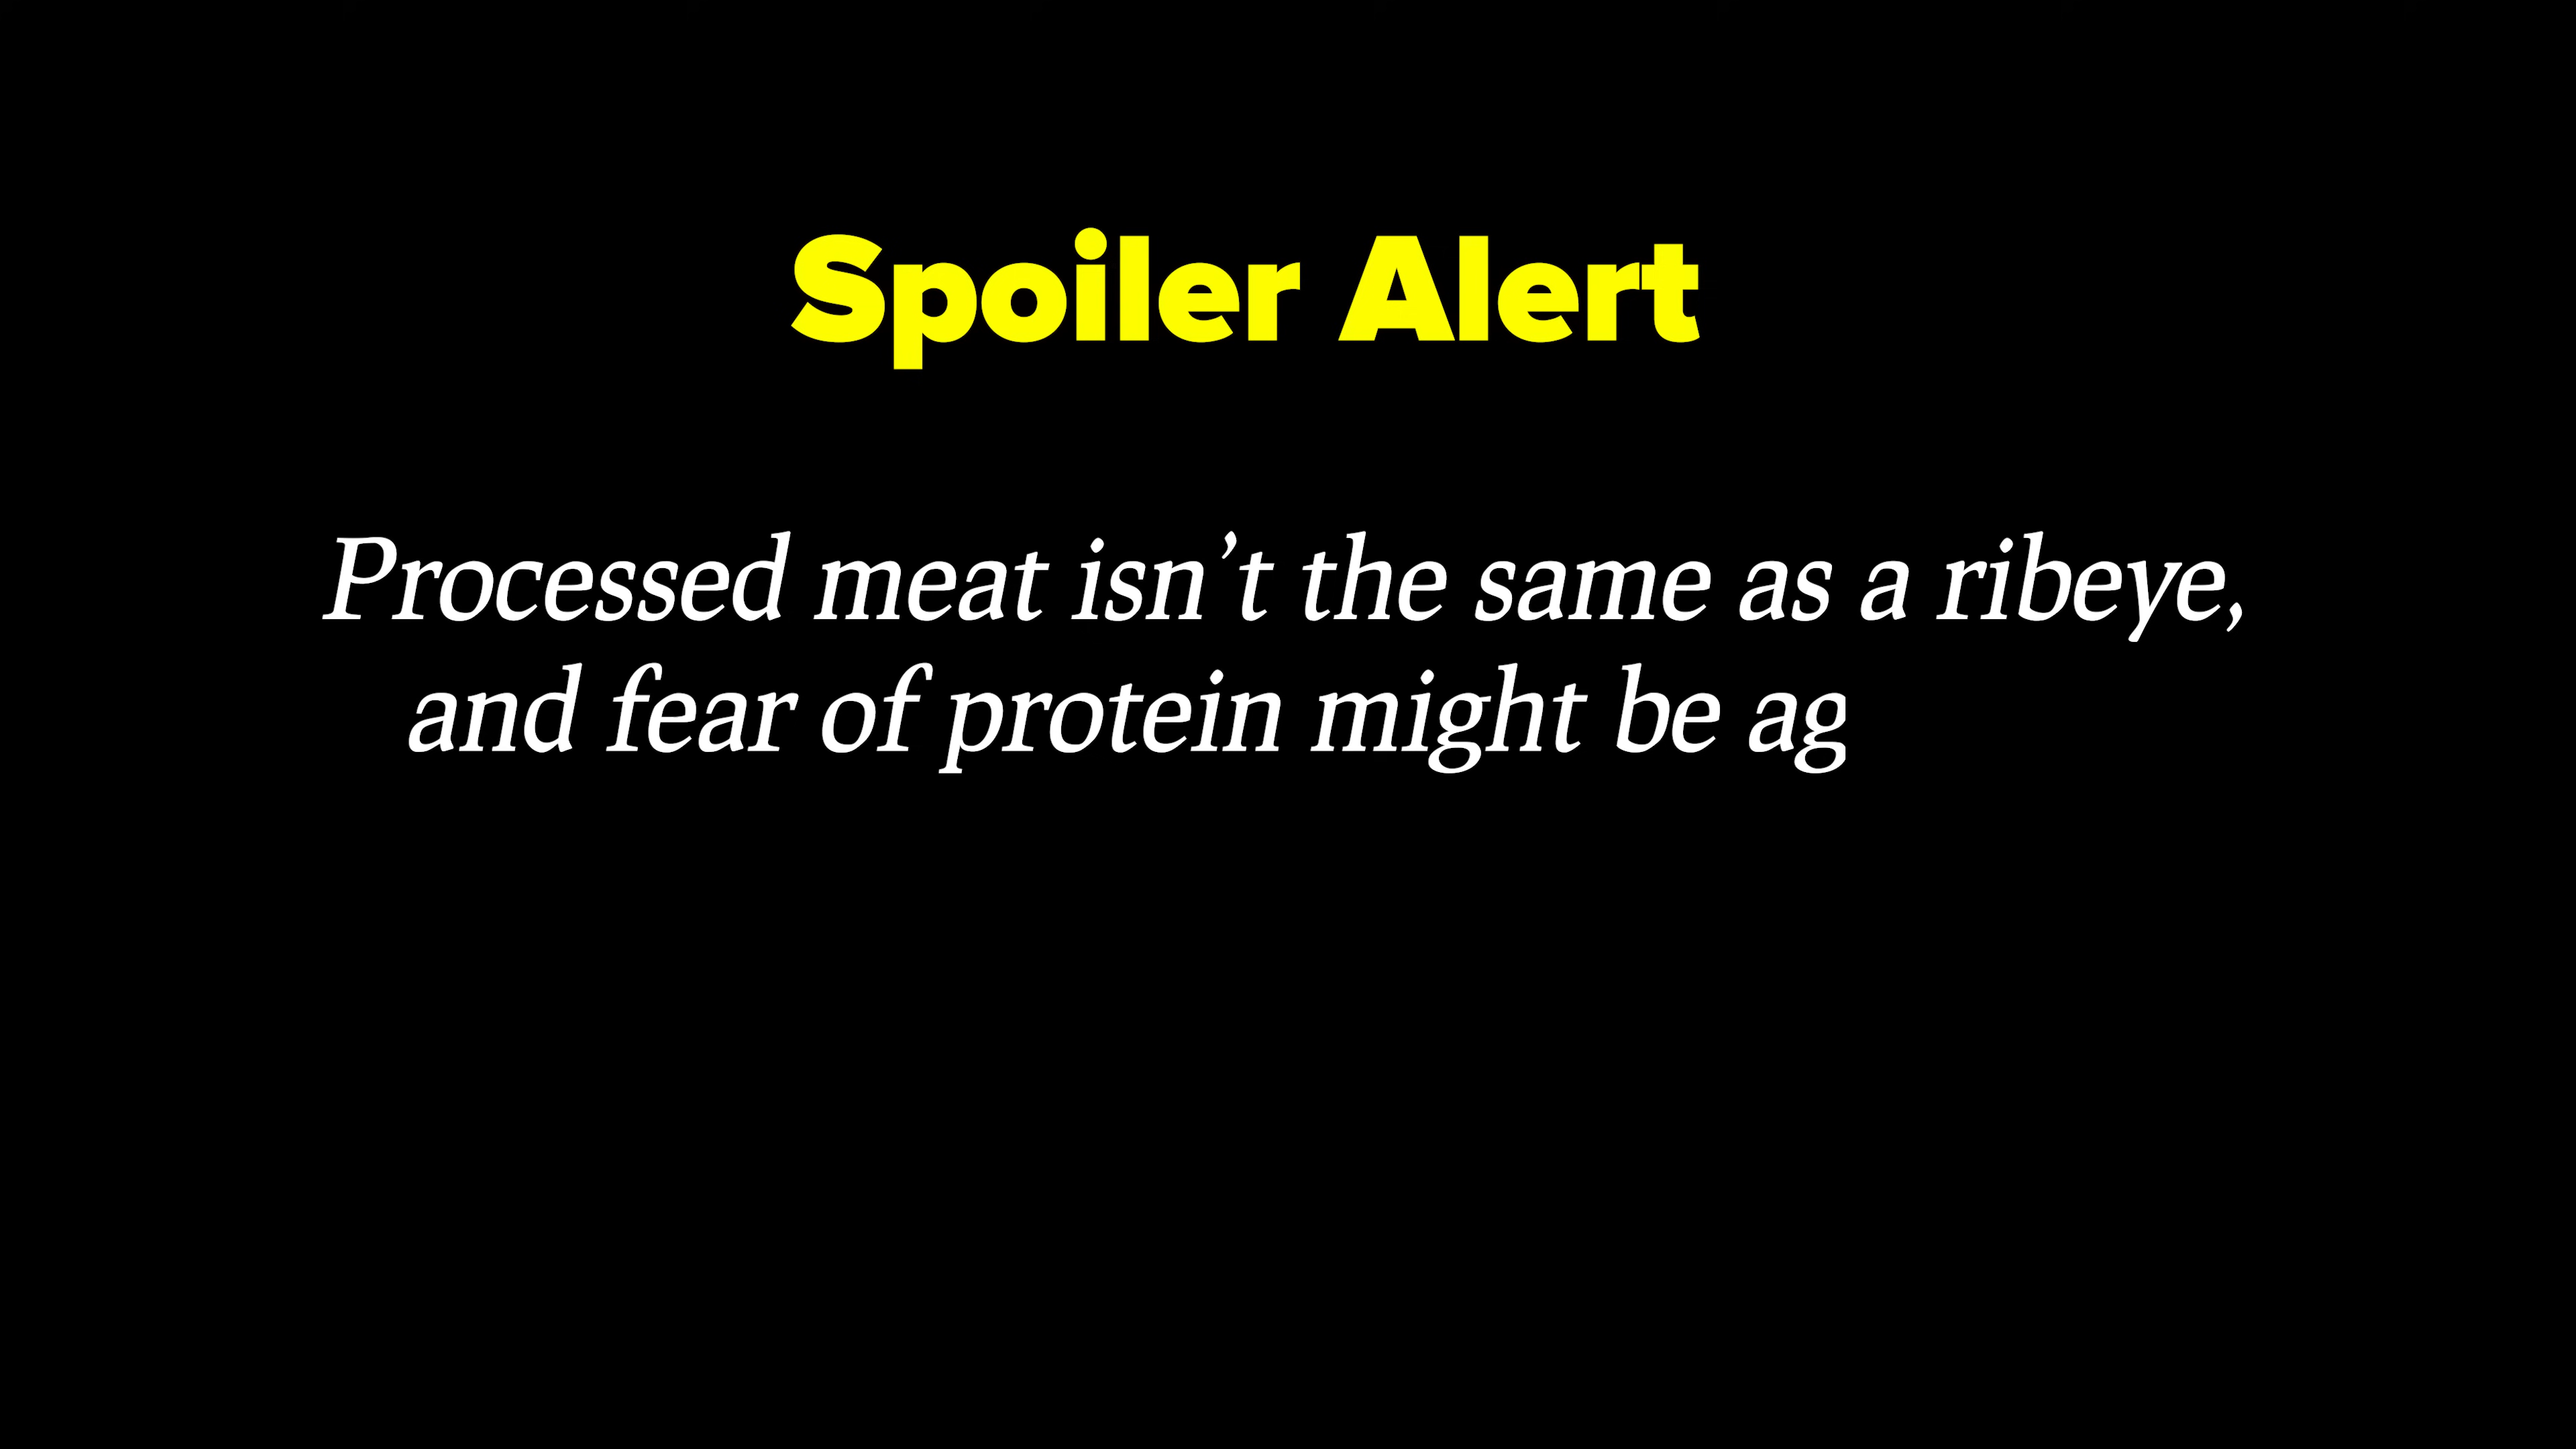 Spoiler Alert
Processed meat isn’t the same as a ribeye,
and fear of protein might be ag